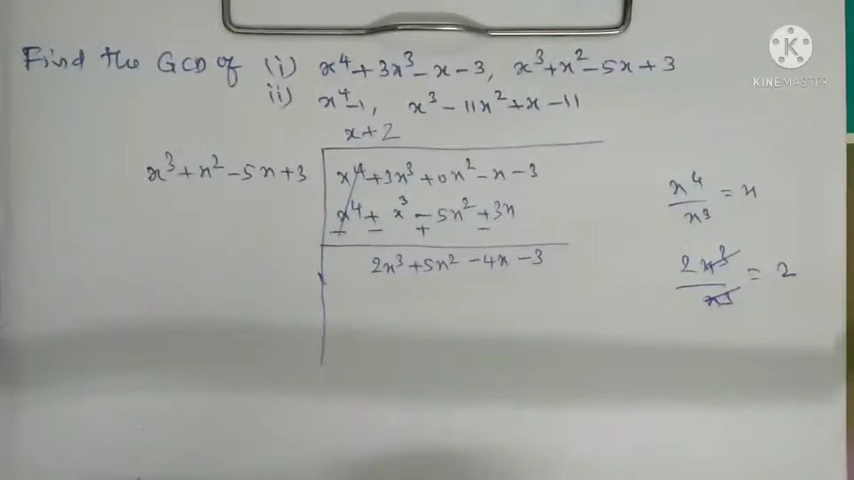 Find the GCD of (i) x⁴ + 3x³ - x - 3, x³ + x² - 5x + 3
ii) x⁴ - 1, x³ - 11x² + x - 11
K
KINEMASTER
x + 2
x³ + x² - 5x + 3 x⁴ + 3x³ + 0x² - x - 3
x⁴ + x³ - 5x² + 3x
- - + -
2x³ + 5x² - 4x - 3
x⁴/x³ = x
2x³/x³ = 2